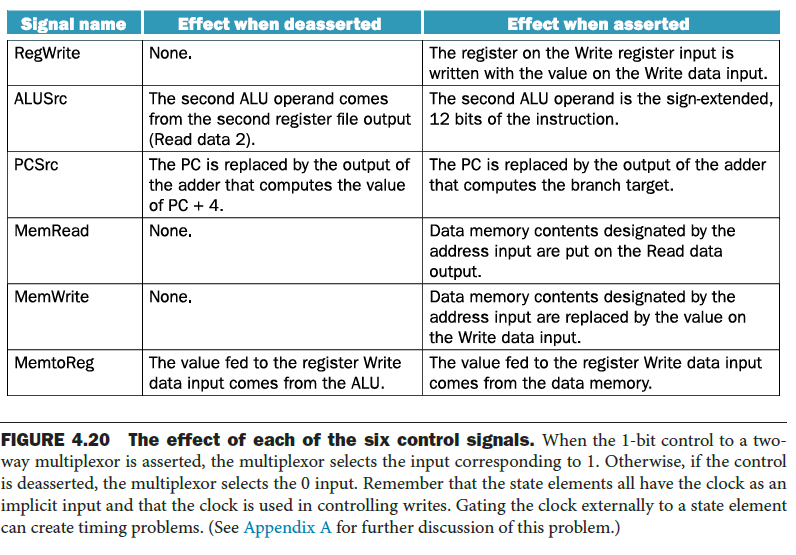 Signal name Effect when deasserted Effect when asserted
RegWrite None. The register on the Write register input is
written with the value on the Write data input.
ALUSrc The second ALU operand comes The second ALU operand is the sign-extended,
from the second register file output 12 bits of the instruction.
(Read data 2).
PCSrc The PC is replaced by the output of The PC is replaced by the output of the adder
the adder that computes the value that computes the branch target.
of PC + 4.
MemRead None. Data memory contents designated by the
address input are put on the Read data
output.
MemWrite None. Data memory contents designated by the
address input are replaced by the value on
the Write data input.
MemtoReg The value fed to the register Write The value fed to the register Write data input
data input comes from the ALU. comes from the data memory.
FIGURE 4.20 The effect of each of the six control signals. When the 1-bit control to a two-
way multiplexor is asserted, the multiplexor selects the input corresponding to 1. Otherwise, if the control
is deasserted, the multiplexor selects the 0 input. Remember that the state elements all have the clock as an
implicit input and that the clock is used in controlling writes. Gating the clock externally to a state element
can create timing problems. (See Appendix A for further discussion of this problem.)